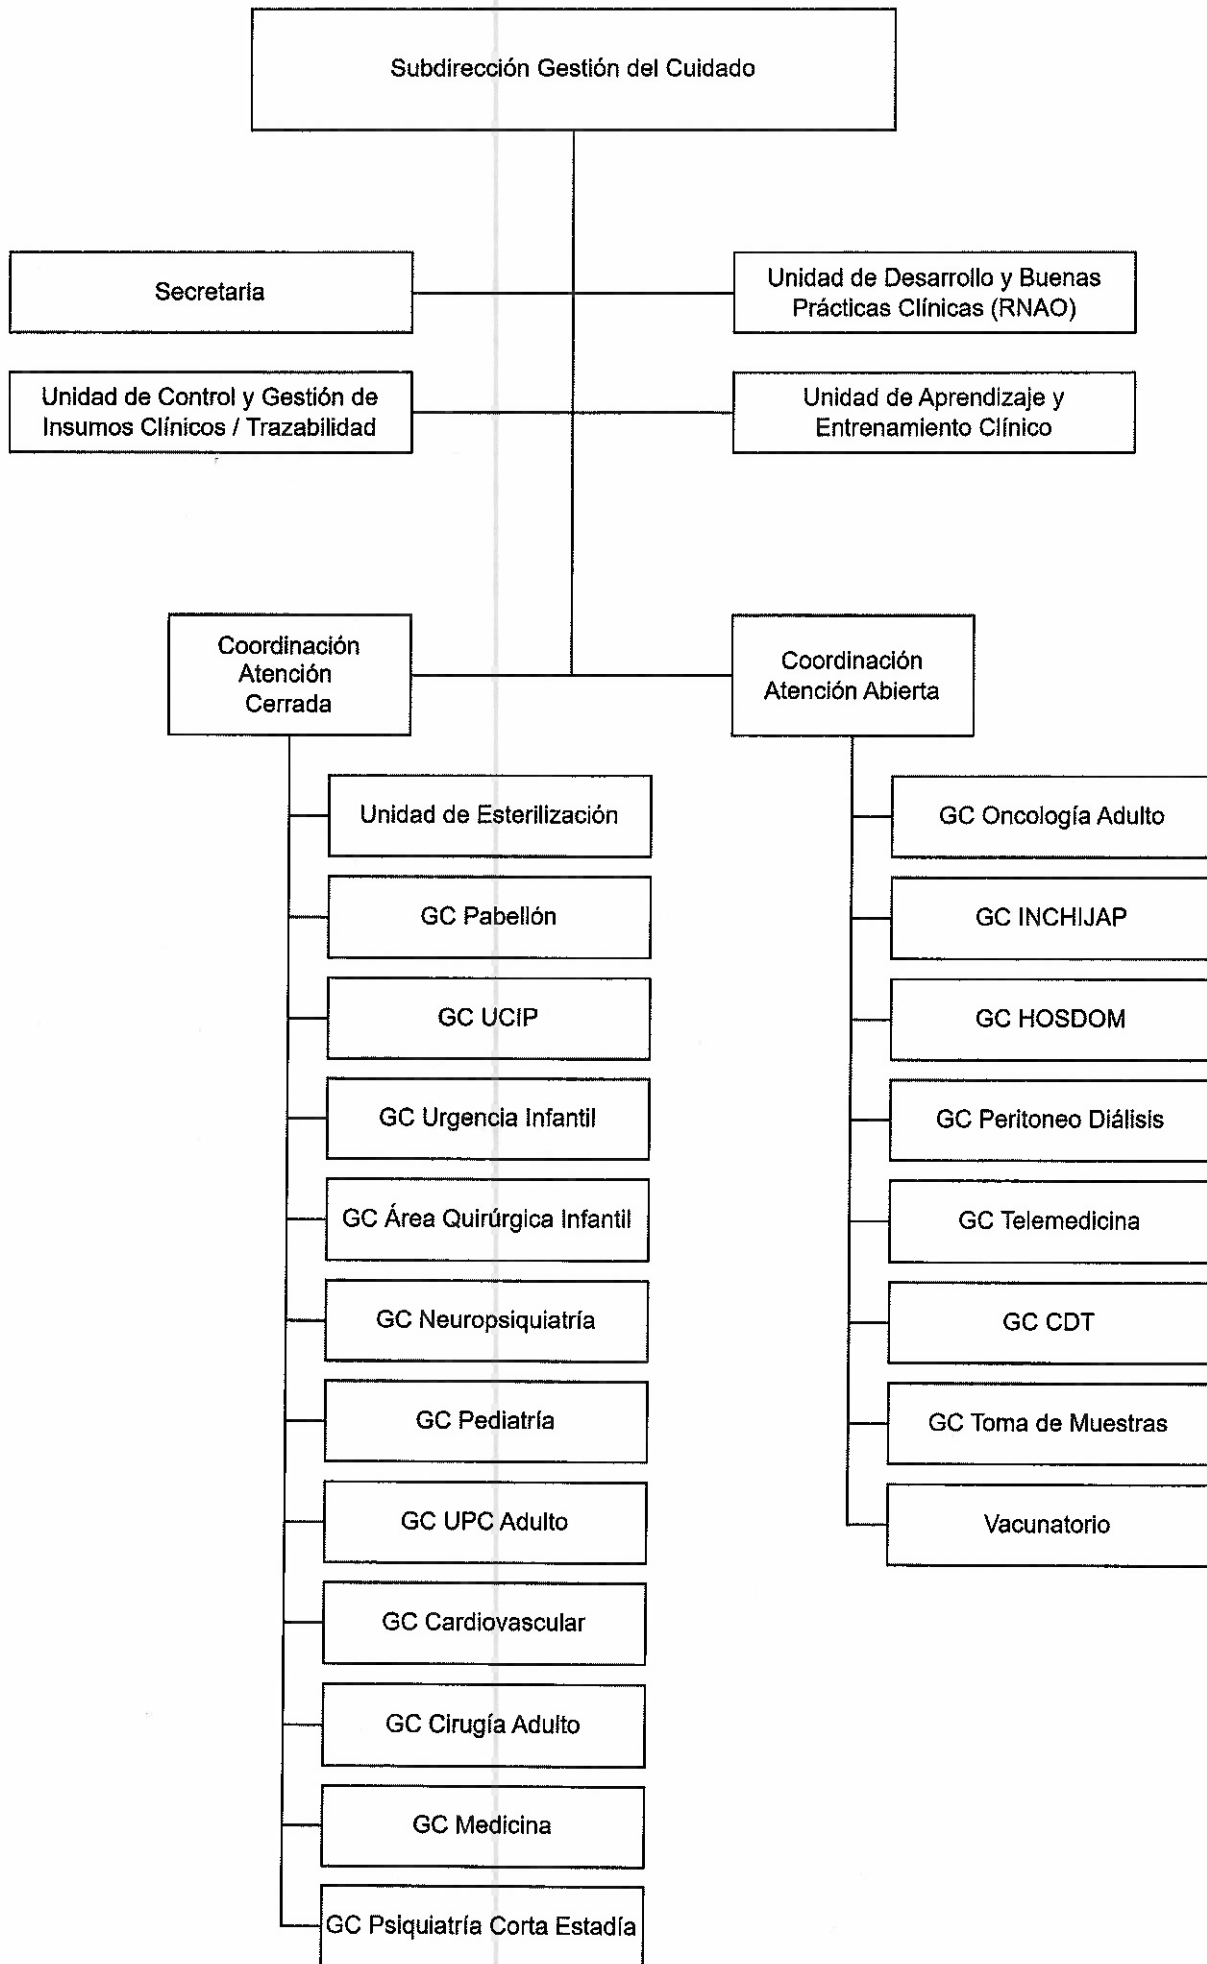 Subdirección Gestión del Cuidado
Secretaria
Unidad de Desarrollo y Buenas
Prácticas Clínicas (RNAO)
Unidad de Control y Gestión de
Insumos Clínicos / Trazabilidad
Unidad de Aprendizaje y
Entrenamiento Clínico
Coordinación
Atención
Cerrada
Coordinación
Atención Abierta
Unidad de Esterilización
GC Pabellón
GC UCIP
GC Urgencia Infantil
GC Área Quirúrgica Infantil
GC Neuropsiquiatría
GC Pediatría
GC UPC Adulto
GC Cardiovascular
GC Cirugía Adulto
GC Medicina
GC Psiquiatría Corta Estadía
GC Oncología Adulto
GC INCHIJAP
GC HOSDOM
GC Peritoneo Diálisis
GC Telemedicina
GC CDT
GC Toma de Muestras
Vacunatorio